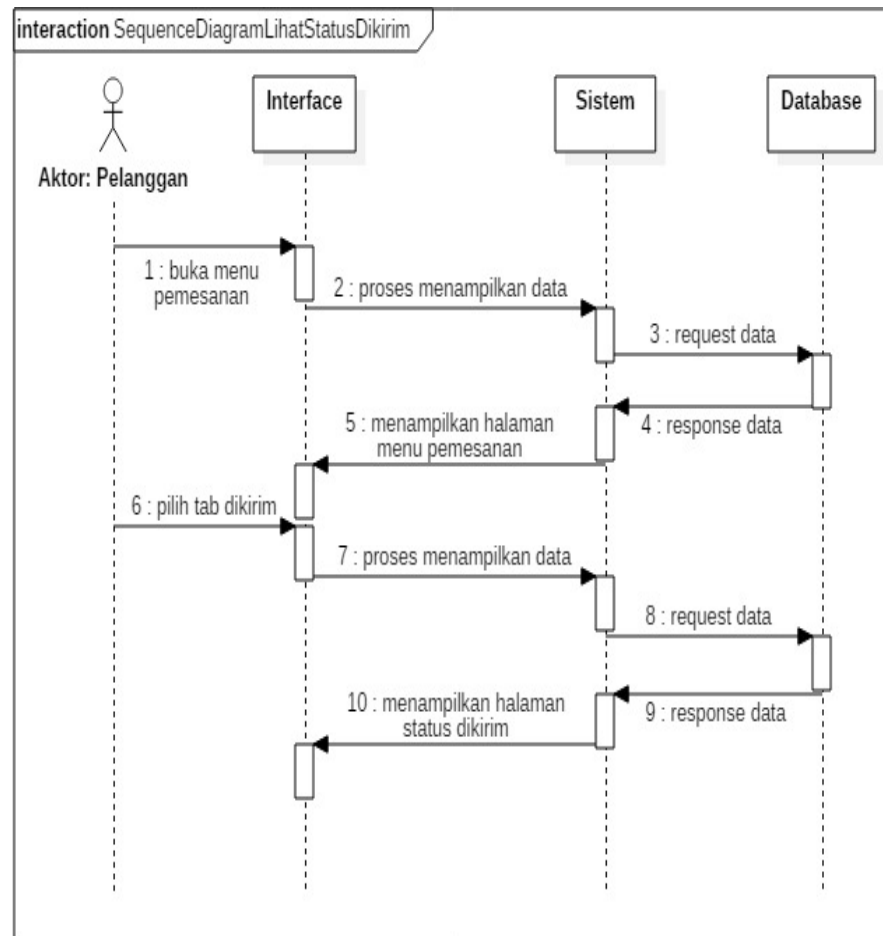 interaction SequenceDiagramLihatStatusDikirim
Interface
Sistem
Database
Aktor: Pelanggan
1 : buka menu
pemesanan
2 : proses menampilkan data
3 : request data
4 : response data
5 : menampilkan halaman
menu pemesanan
6 : pilih tab dikirim
7 : proses menampilkan data
8 : request data
9 : response data
10 : menampilkan halaman
status dikirim